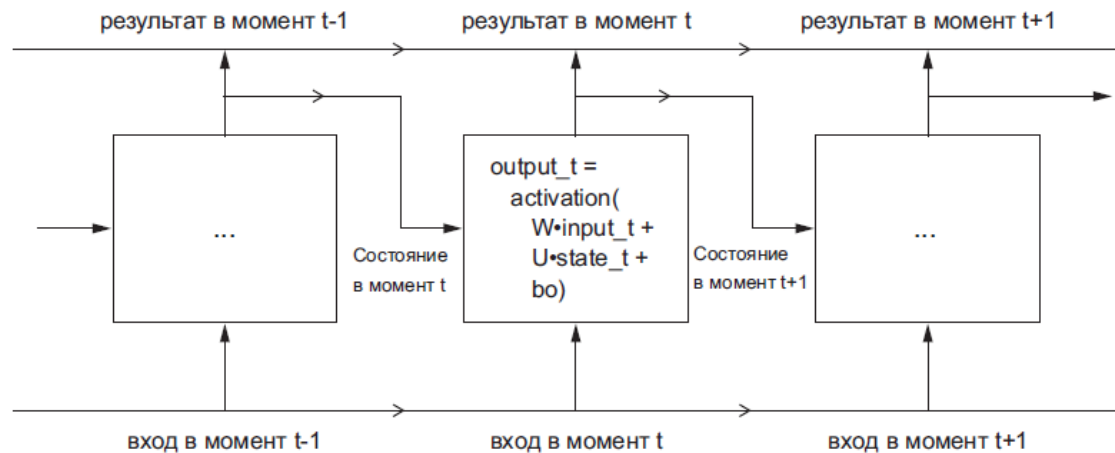 результат в момент t-1
результат в момент t
результат в момент t+1
...
output_t =
activation(
W•input_t +
U•state_t +
bo)
...
Состояние
в момент t
Состояние
в момент t+1
вход в момент t-1
вход в момент t
вход в момент t+1